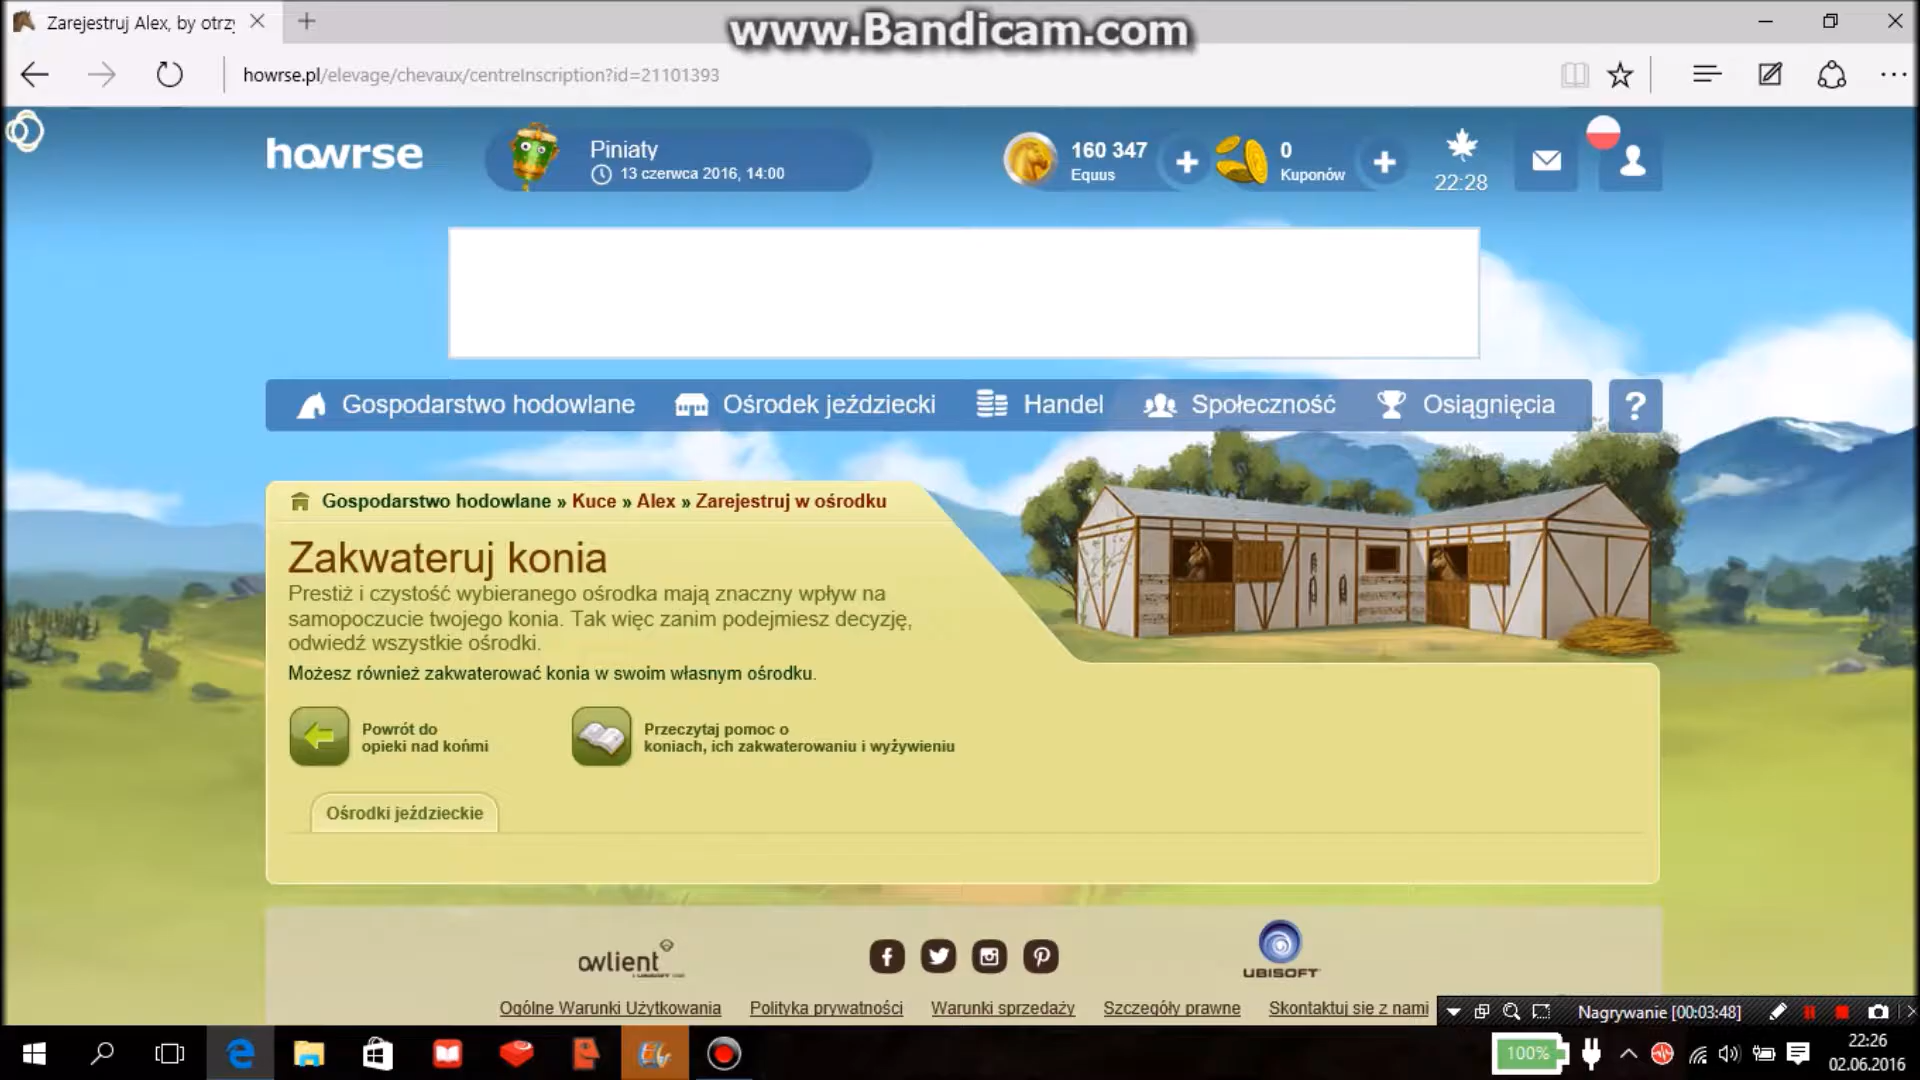 www.Bandicam.com
Zarejestruj Alex, by otrzy
howrse.pl/elevage/chevaux/centreInscription?id=21101393
howrse
Piniaty
13 czerwca 2016, 14:00
160 347
Equus
0
Kuponów
22:28
Gospodarstwo hodowlane
Ośrodek jeździecki
Handel
Społeczność
Osiągnięcia
?
Gospodarstwo hodowlane » Kuce » Alex » Zarejestruj w ośrodku
Zakwateruj konia
Prestiż i czystość wybieranego ośrodka mają znaczny wpływ na
samopoczucie twojego konia. Tak więc zanim podejmiesz decyzję,
odwiedź wszystkie ośrodki.
Możesz również zakwaterować konia w swoim własnym ośrodku.
Powrót do
opieki nad końmi
Przeczytaj pomoc o
koniach, ich zakwaterowaniu i wyżywieniu
Ośrodki jeździeckie
owlient
UBISOFT
Ogólne Warunki Użytkowania
Polityka prywatności
Warunki sprzedaży
Szczegóły prawne
Skontaktuj się z nami
Nagrywanie [00:03:48]
100%
22:26
02.06.2016